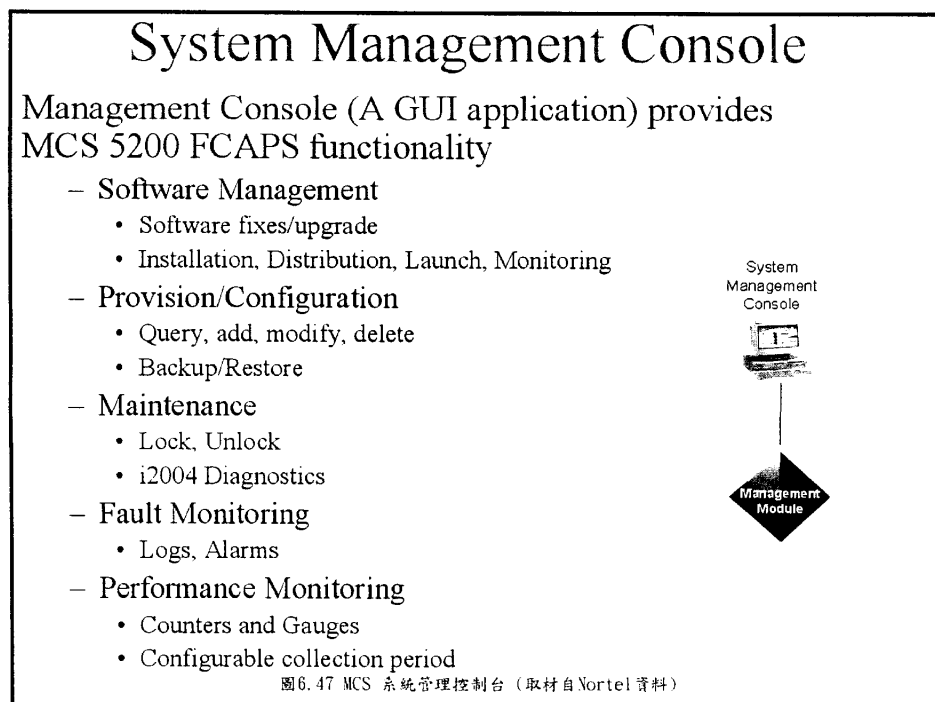 System Management Console
Management Console (A GUI application) provides
MCS 5200 FCAPS functionality
– Software Management
• Software fixes/upgrade
• Installation, Distribution, Launch, Monitoring
– Provision/Configuration
• Query, add, modify, delete
• Backup/Restore
– Maintenance
• Lock, Unlock
• i2004 Diagnostics
– Fault Monitoring
• Logs, Alarms
– Performance Monitoring
• Counters and Gauges
• Configurable collection period
System
Management
Console
Management
Module
圖6.47 MCS 系統管理控制台（取材自Nortel資料）